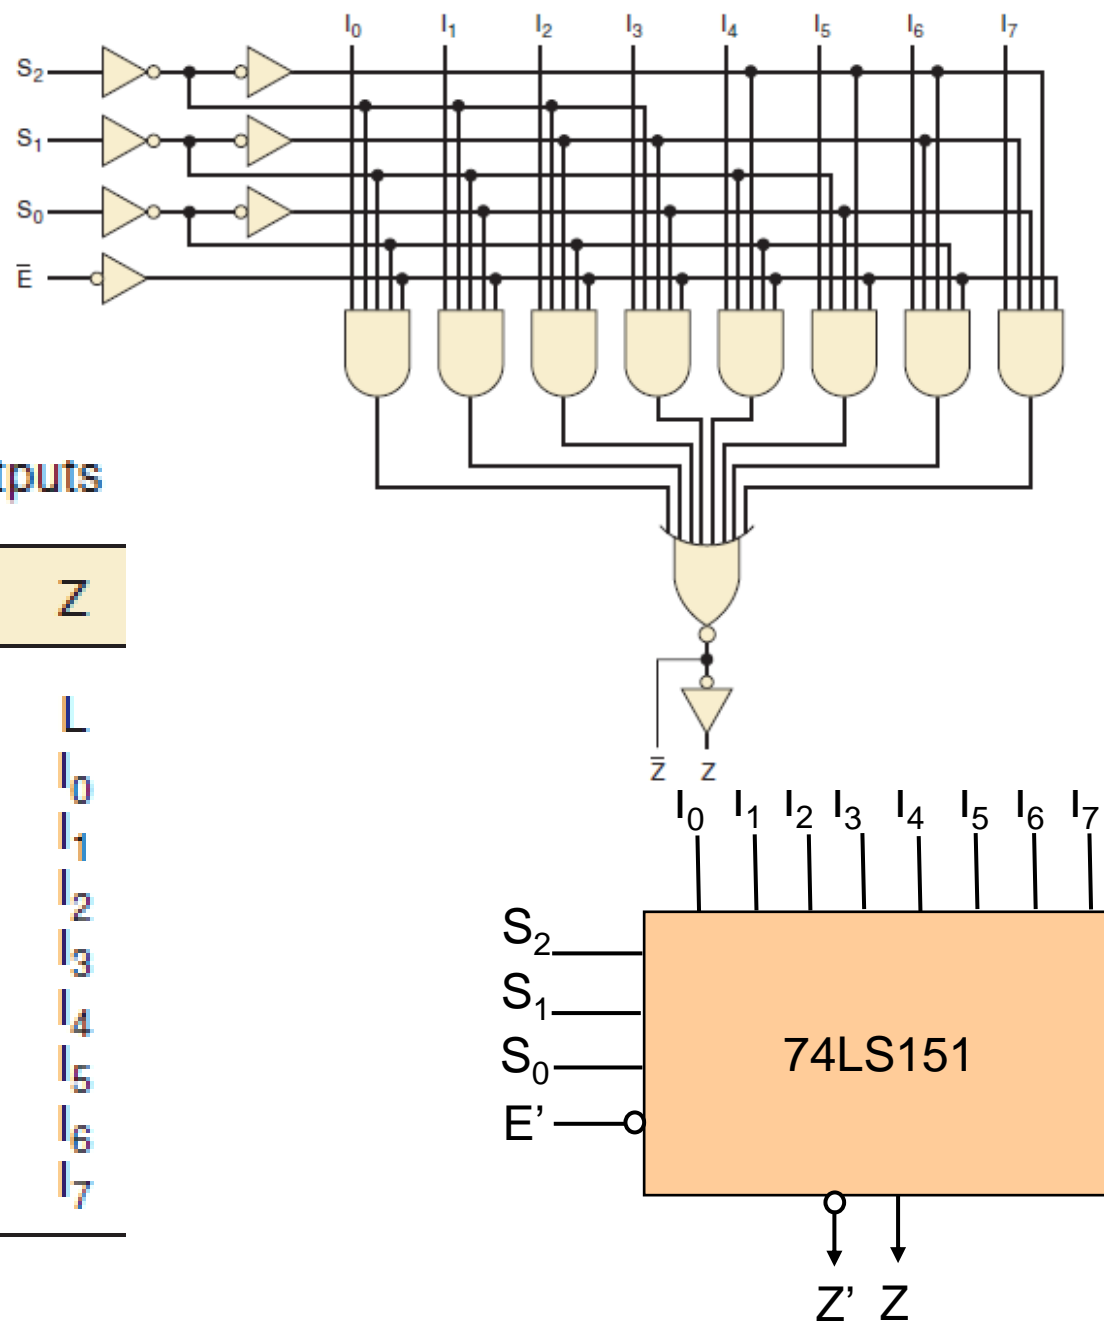 I0 I1 I2 I3 I4 I5 I6 I7
S2
S1
S0
E̅
tputs
Z
L
I0
I1
I2
I3
I4
I5
I6
I7
Z̅ Z
I0 I1 I2 I3 I4 I5 I6 I7
S2
S1
S0
E’
74LS151
Z’ Z